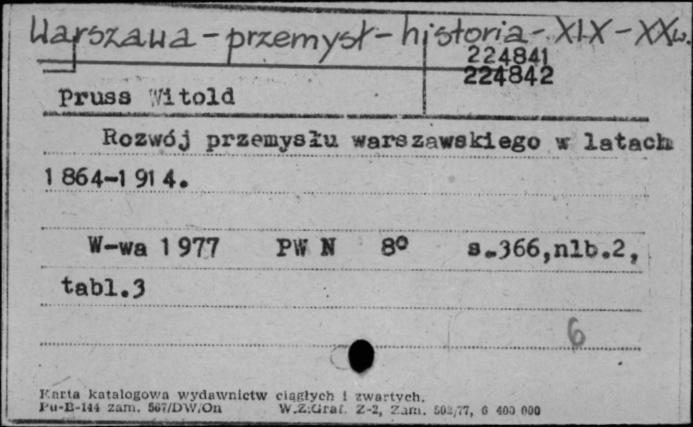 Warszawa - przemysł - historia - XIX - XXw.
224841
224842
Pruss Witold
Rozwój przemysłu warszawskiego w latach
1864-1914.
W-wa 1977 PWN 8° s.366,nlb.2,
tabl.3
6
Karta katalogowa wydawnictw ciągłych i zwartych.
Pu-B-144 zam. 567/DW/On W.Z.Graf. Z-2, Zam. 502/77, 6 400 000